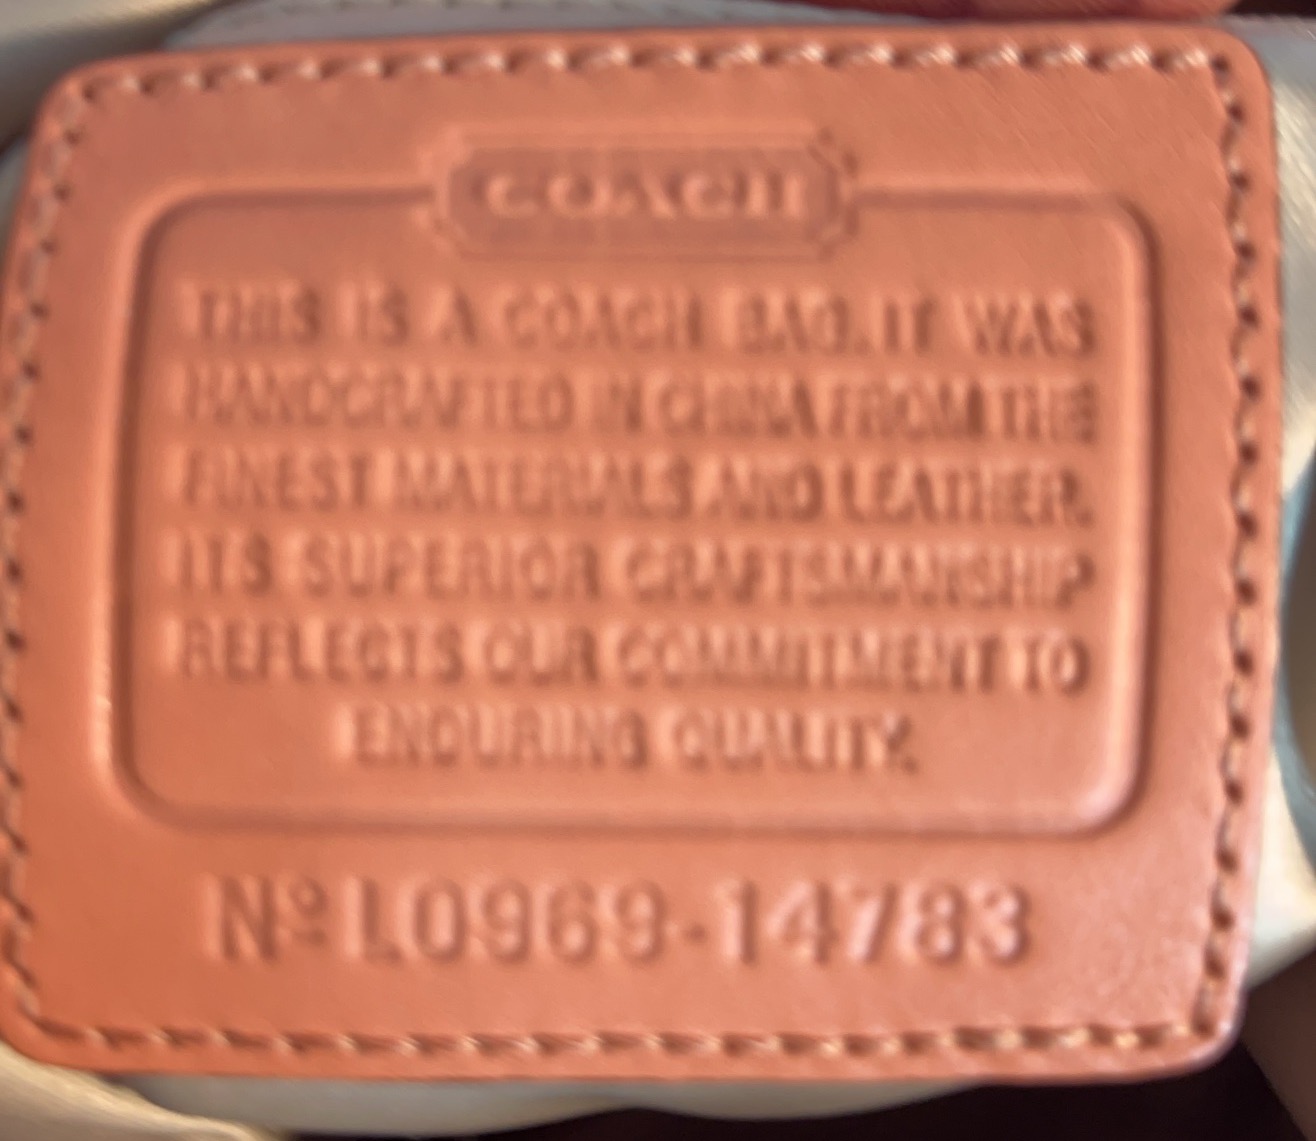 COACH
THIS IS A COACH BAG. IT WAS
HANDCRAFTED IN CHINA FROM THE
FINEST MATERIALS AND LEATHER.
ITS SUPERIOR CRAFTSMANSHIP
REFLECTS OUR COMMITMENT TO
ENDURING QUALITY.
Nº L0969-14783